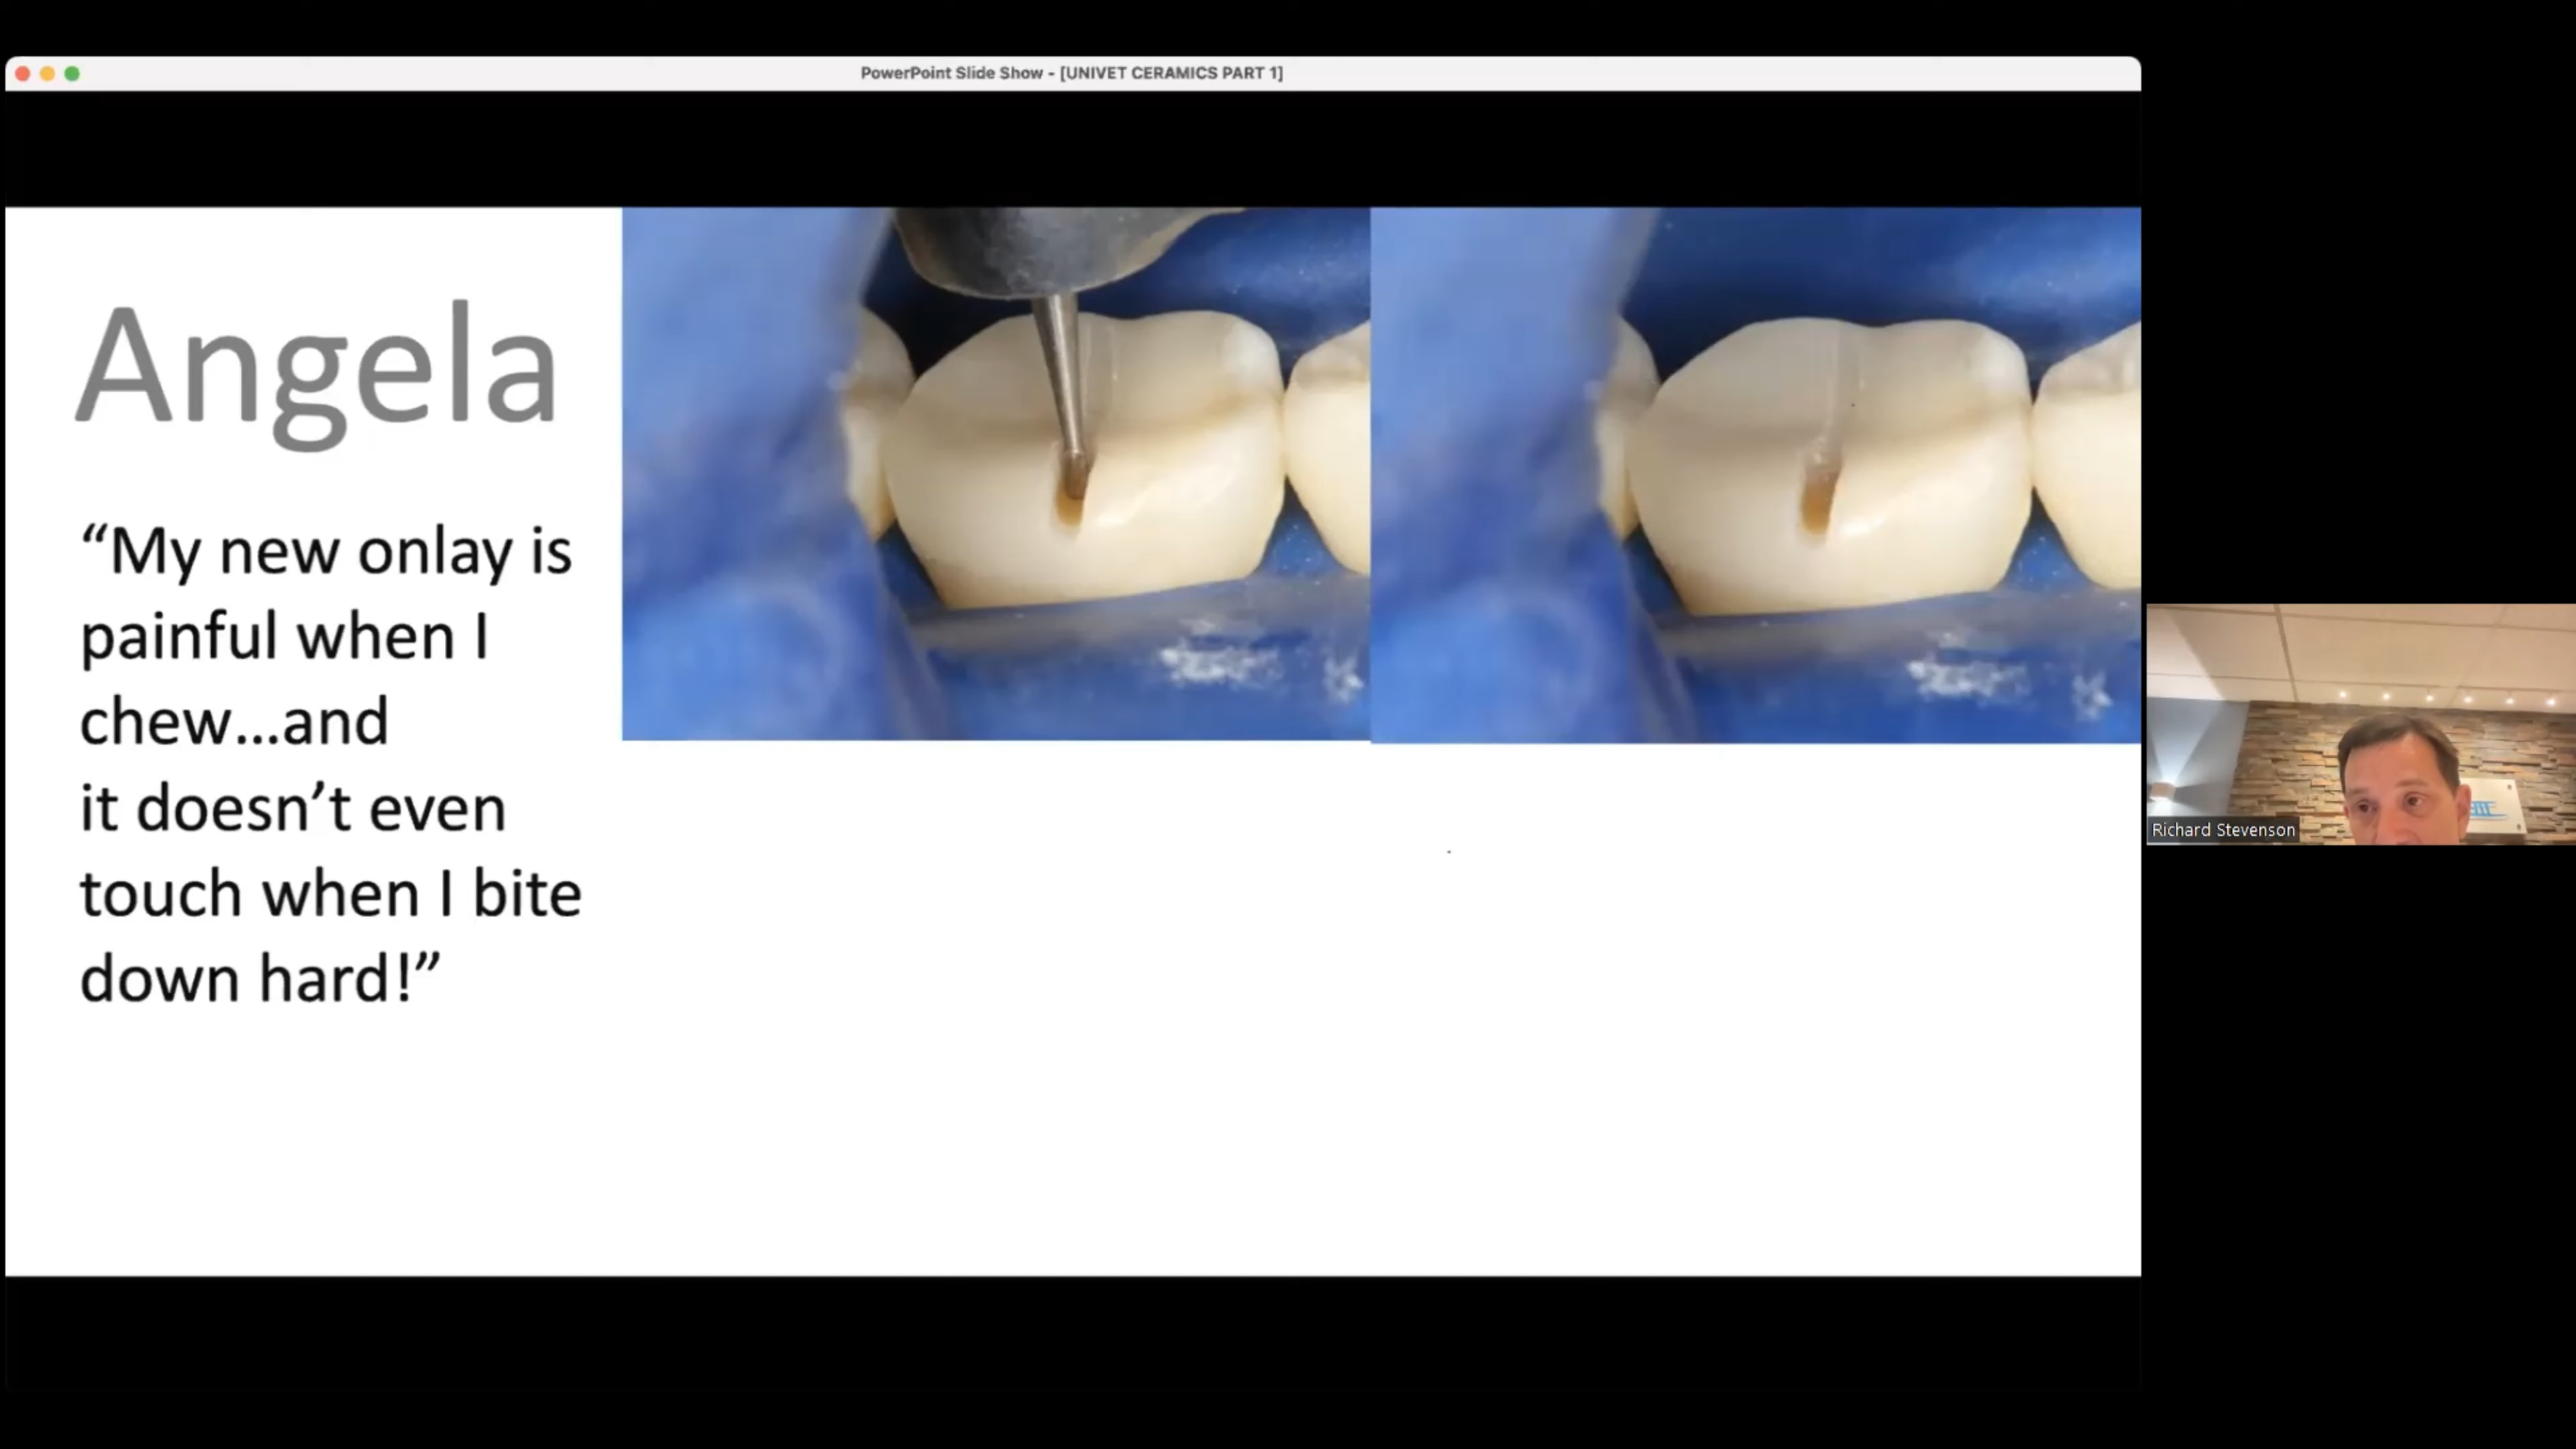 PowerPoint Slide Show - [UNIVET CERAMICS PART 1]
Angela
“My new onlay is
painful when I
chew...and
it doesn’t even
touch when I bite
down hard!”
Richard Stevenson